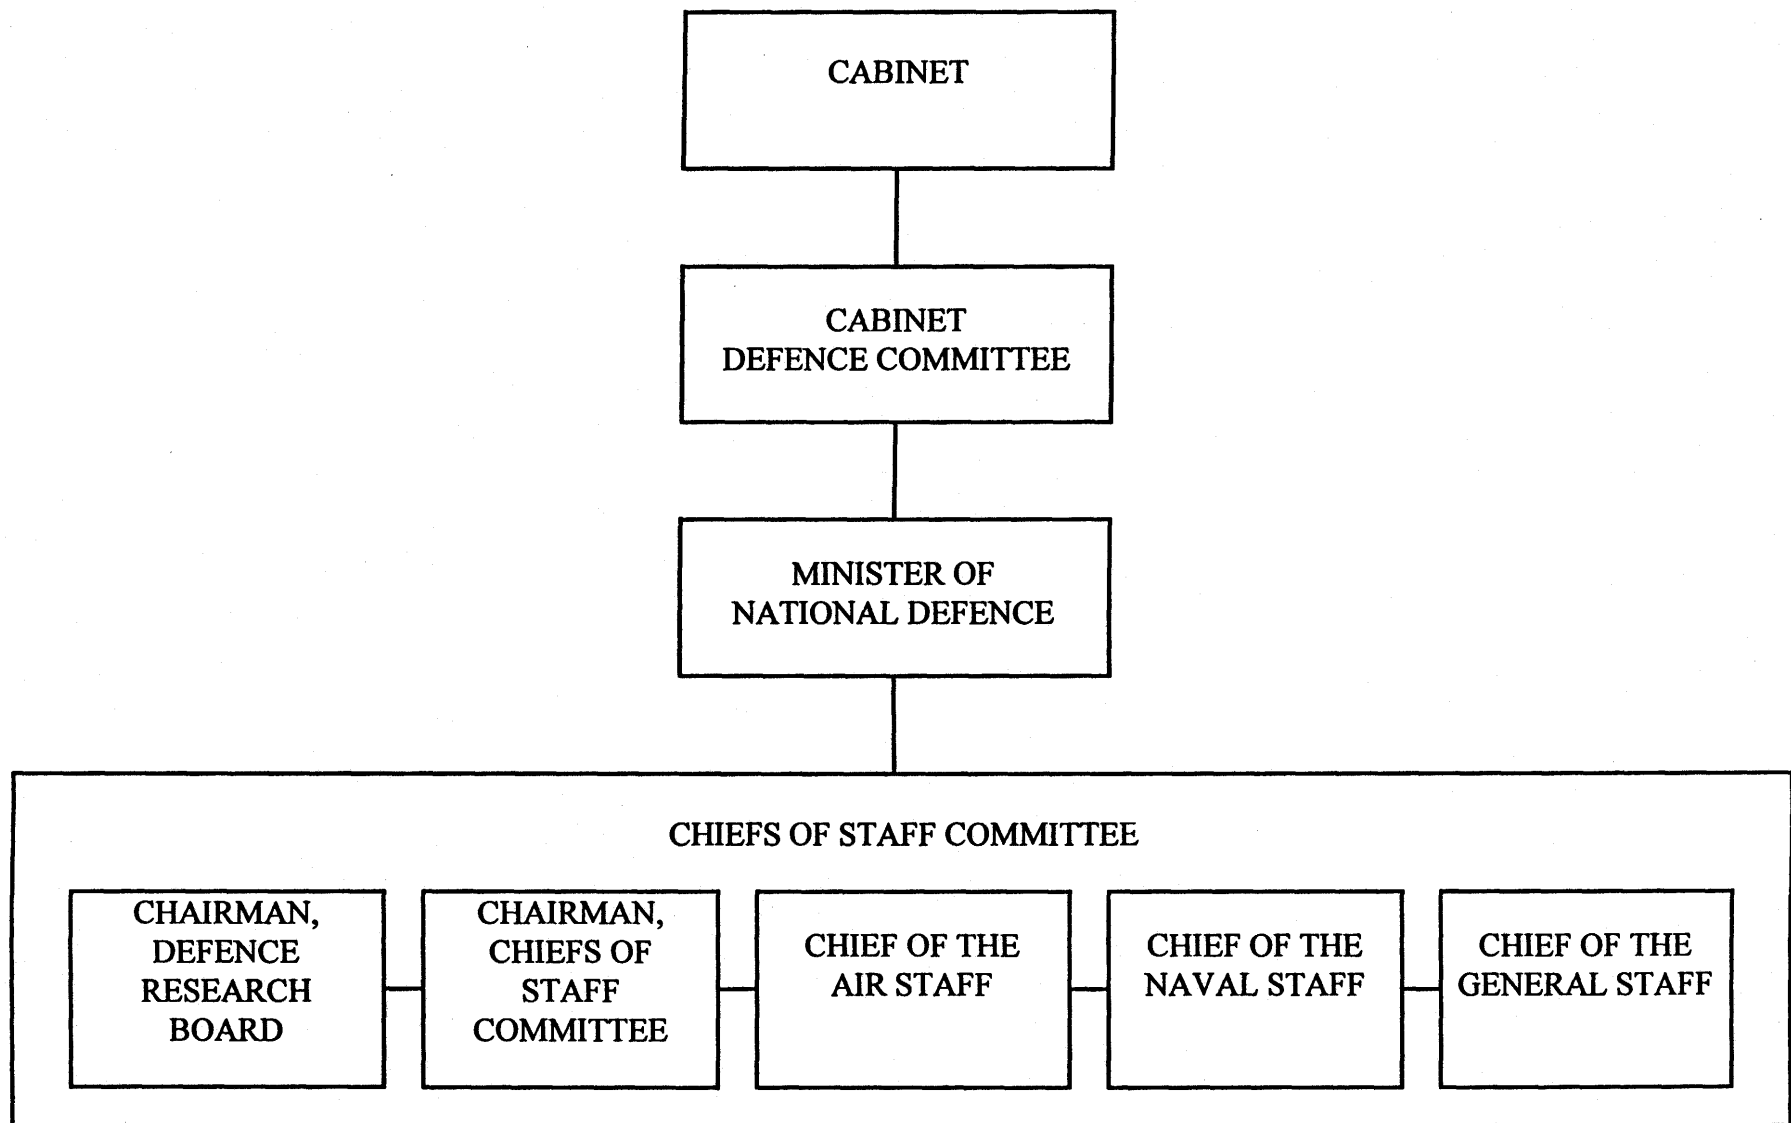 CABINET
CABINET
DEFENCE COMMITTEE
MINISTER OF
NATIONAL DEFENCE
CHIEFS OF STAFF COMMITTEE
CHAIRMAN,
DEFENCE
RESEARCH
BOARD
CHAIRMAN,
CHIEFS OF
STAFF
COMMITTEE
CHIEF OF THE
AIR STAFF
CHIEF OF THE
NAVAL STAFF
CHIEF OF THE
GENERAL STAFF